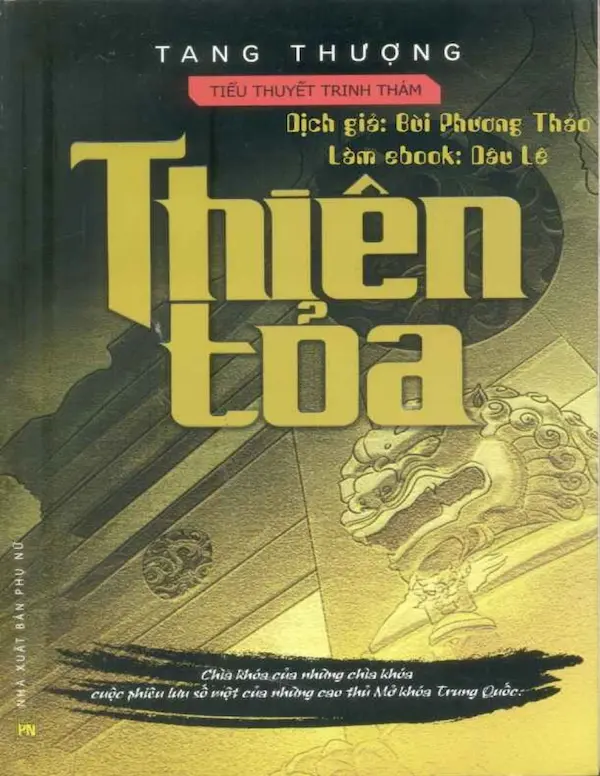 TANG THƯỢNG
TIỂU THUYẾT TRINH THÁM
Dịch giả: Bùi Phương Thảo
Làm ebook: Dâu Lê
Thiên
tỏa
Chìa khóa của những chìa khóa
cuộc phiêu lưu số một của những cao thủ Mở khóa Trung Quốc.
NHÀ XUẤT BẢN PHỤ NỮ
PN